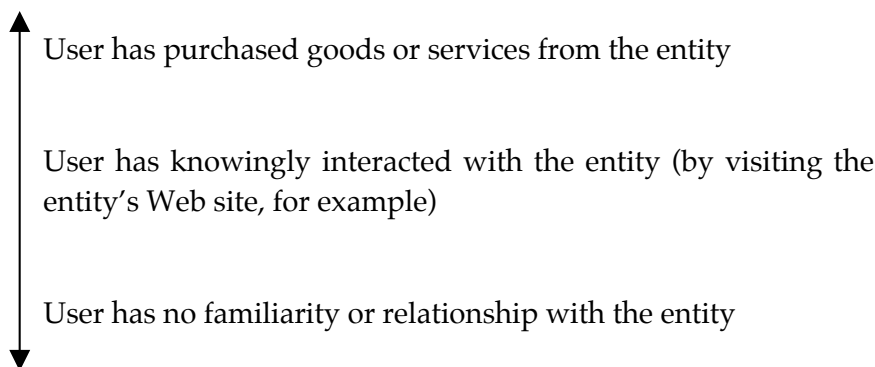 User has purchased goods or services from the entity
User has knowingly interacted with the entity (by visiting the
entity’s Web site, for example)
User has no familiarity or relationship with the entity